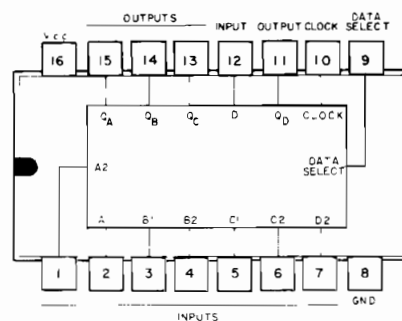 OUTPUTS INPUT OUTPUT CLOCK DATA SELECT
Vcc
16 15 14 13 12 11 10 9
QA QB QC D QD CLOCK
A2 DATA SELECT
A B1 B2 C1 C2 D2
1 2 3 4 5 6 7 8
GND
INPUTS